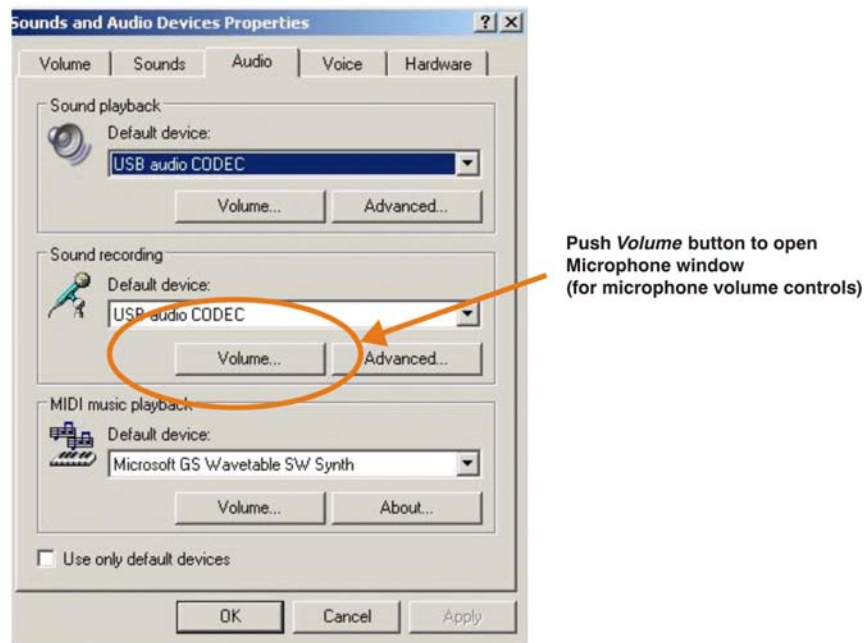 Sounds and Audio Devices Properties
Volume
Sounds
Audio
Voice
Hardware
Sound playback
Default device:
USB audio CODEC
Volume...
Advanced...
Sound recording
Default device:
USB audio CODEC
Volume...
Advanced...
Push Volume button to open
Microphone window
(for microphone volume controls)
MIDI music playback
Default device:
Microsoft GS Wavetable SW Synth
Volume...
About...
Use only default devices
OK
Cancel
Apply